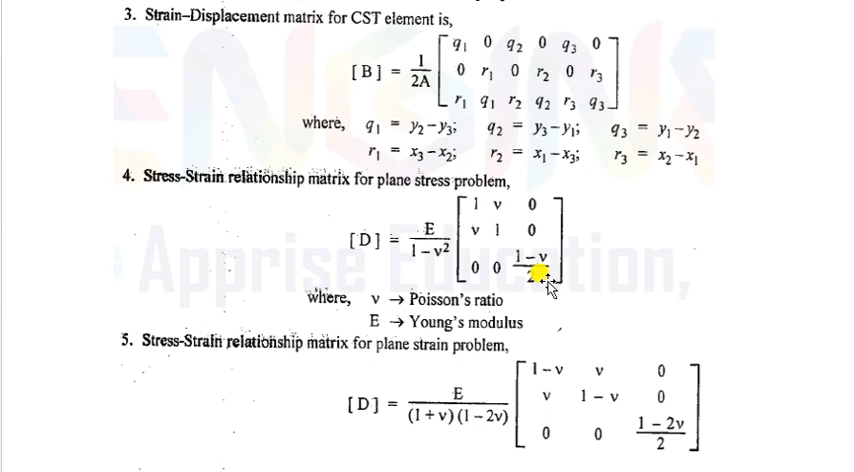 3. Strain–Displacement matrix for CST element is,
[B] = 1/2A [ q1 0 q2 0 q3 0
0 r1 0 r2 0 r3
r1 q1 r2 q2 r3 q3 ]
where, q1 = y2 – y3; q2 = y3 – y1; q3 = y1 – y2
r1 = x3 – x2; r2 = x1 – x3; r3 = x2 – x1
4. Stress-Strain relationship matrix for plane stress problem,
[D] = E / 1 – v² [ 1 v 0
v 1 0
0 0 1 – v / 2 ]
where, v → Poisson's ratio
E → Young's modulus
5. Stress-Strain relationship matrix for plane strain problem,
[D] = E / (1 + v) (1 – 2v) [ 1 – v v 0
v 1 – v 0
0 0 1 – 2v / 2 ]
Apprise Education,